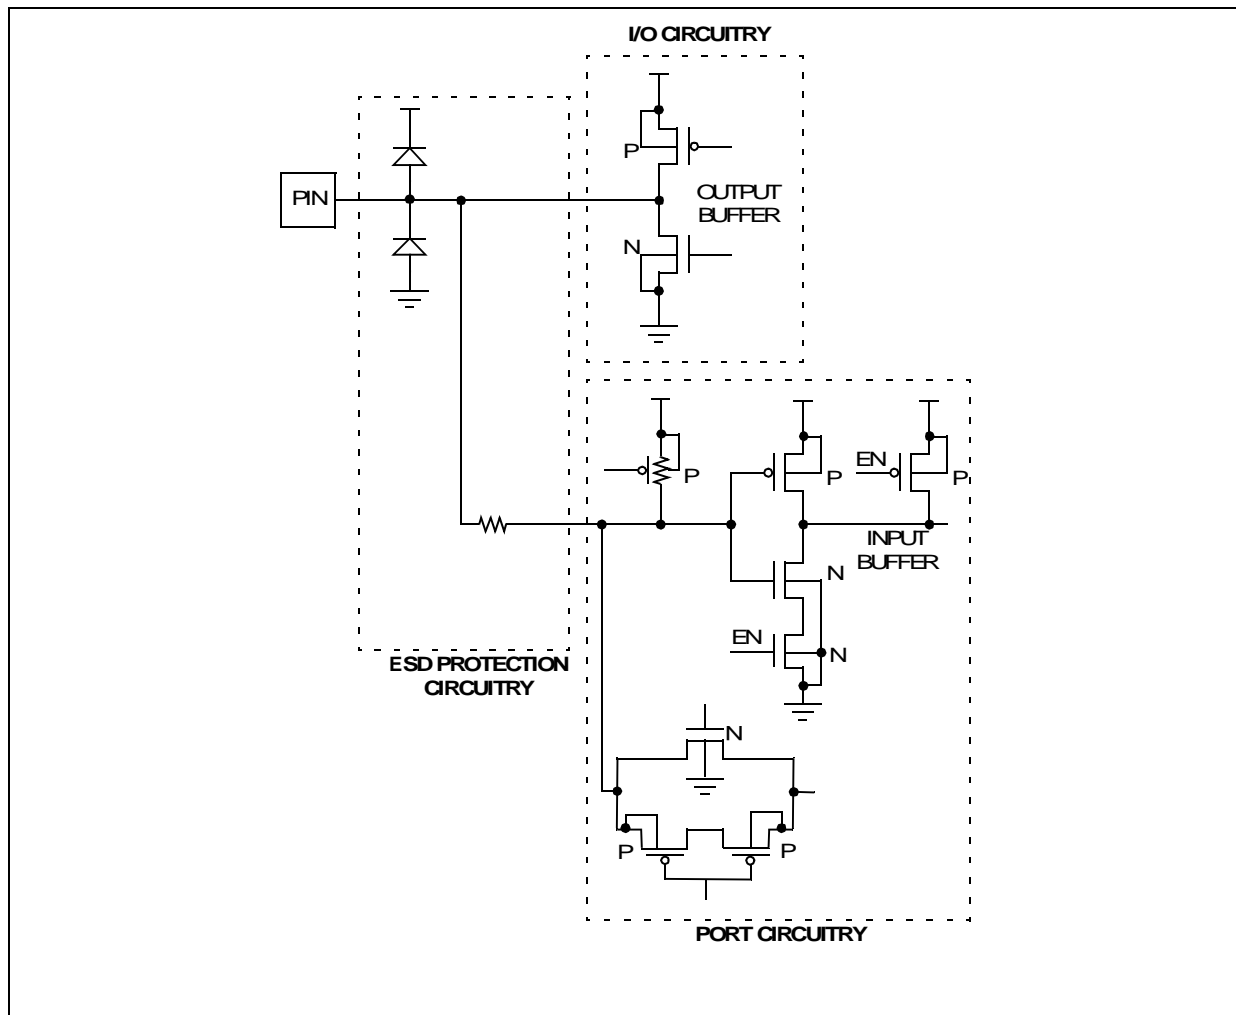 I/O CIRCUITRY
P
PIN
OUTPUT
BUFFER
N
P
P
EN
P
INPUT
BUFFER
N
EN
N
ESD PROTECTION
CIRCUITRY
N
P
P
PORT CIRCUITRY